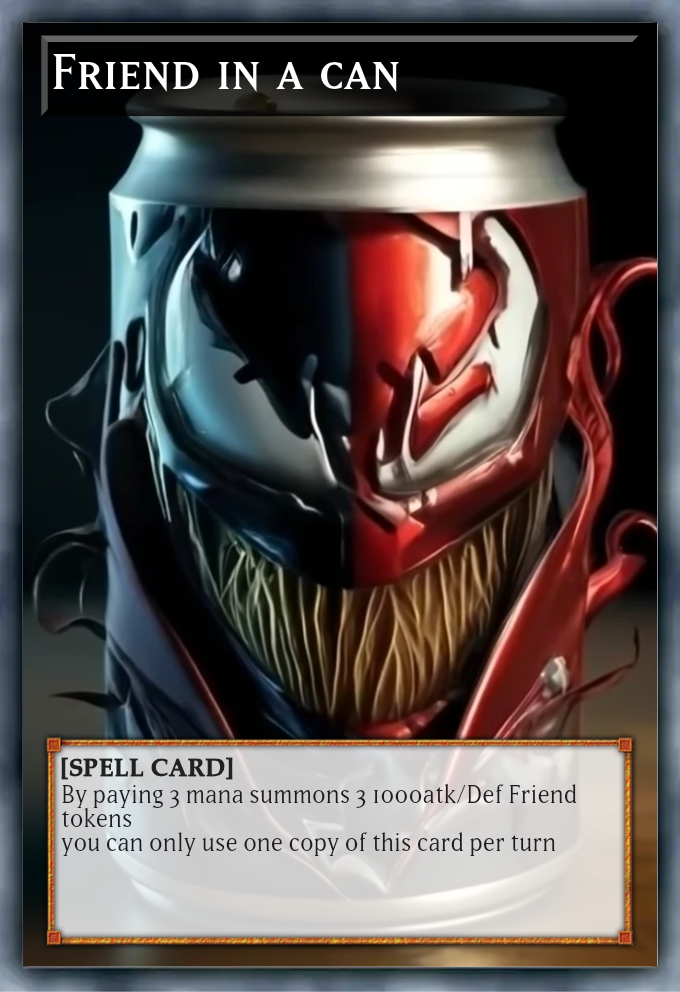 Friend in a can
[SPELL CARD]
By paying 3 mana summons 3 1000atk/Def Friend
tokens
you can only use one copy of this card per turn